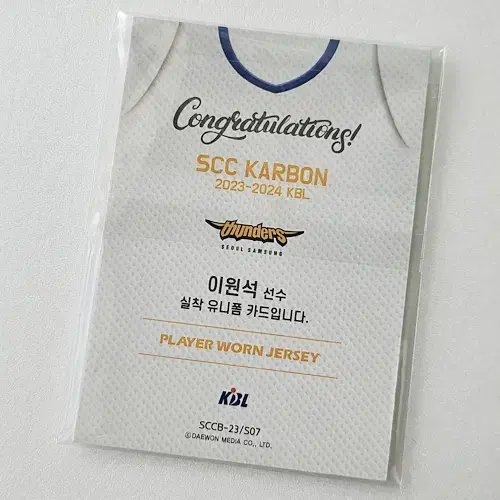 Congratulations!
SCC KARBON
2023-2024 KBL
thunders
SEOUL SAMSUNG
이원석 선수
실착 유니폼 카드입니다.
PLAYER WORN JERSEY
KBL
SCCB-23/S07
©DAEWON MEDIA CO., LTD.